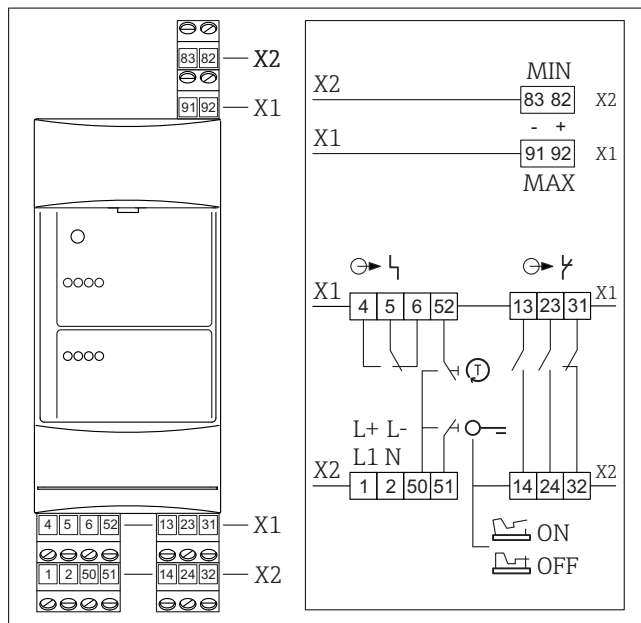 83 82 X2
91 92 X1
4 5 6 52 13 23 31 X1
1 2 50 51 14 24 32 X2
MIN
X2 83 82 X2
- +
X1 91 92 X1
MAX
X1 4 5 6 52 13 23 31 X1
T
L+ L-
L1 N
X2 1 2 50 51 14 24 32 X2
ON
OFF